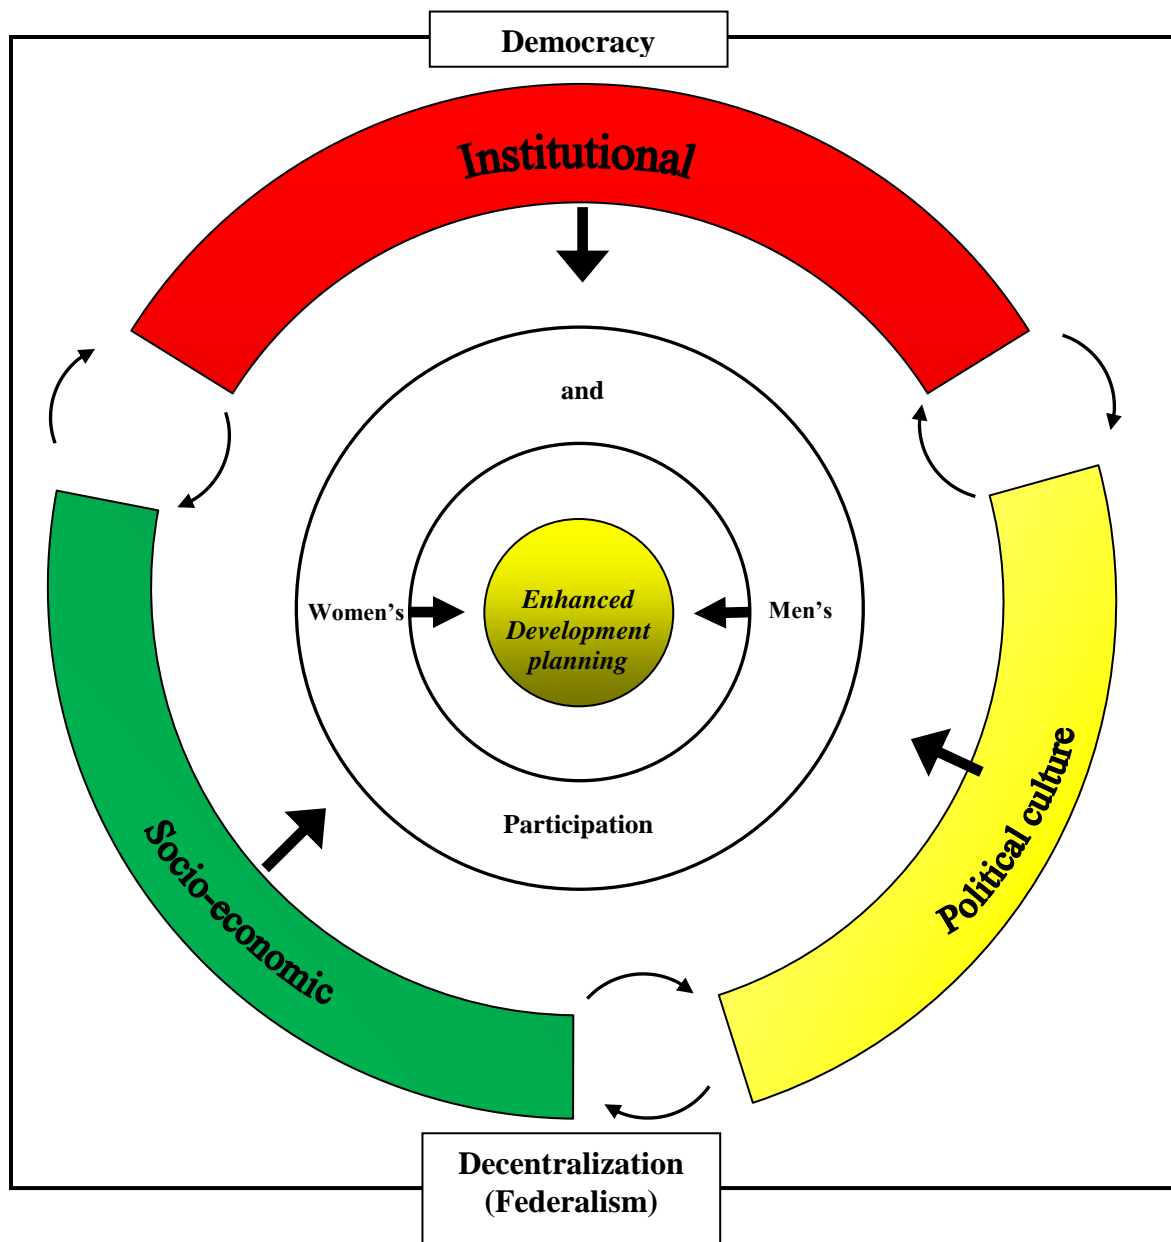 Democracy
Institutional
and
Women's
Enhanced
Development
planning
Men's
Political culture
Participation
Socio-economic
Decentralization
(Federalism)